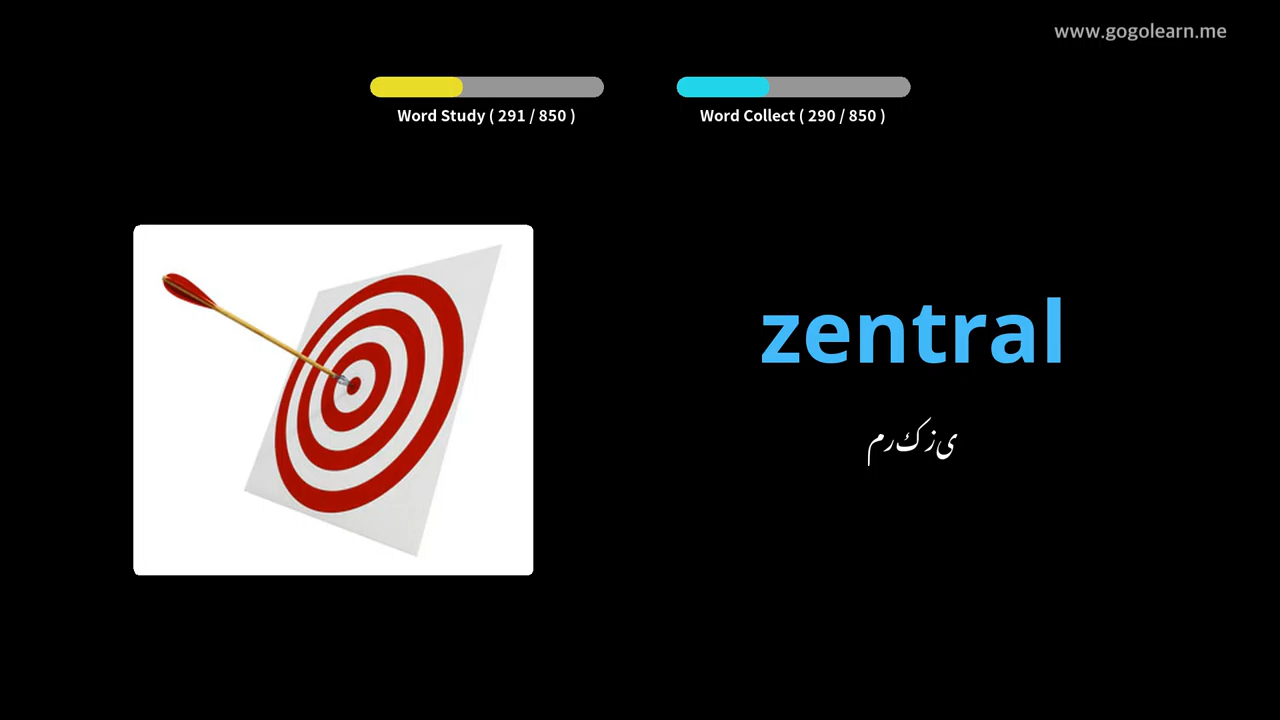 www.gogolearn.me
Word Study ( 291 / 850 )
Word Collect ( 290 / 850 )
zentral
مرکزی